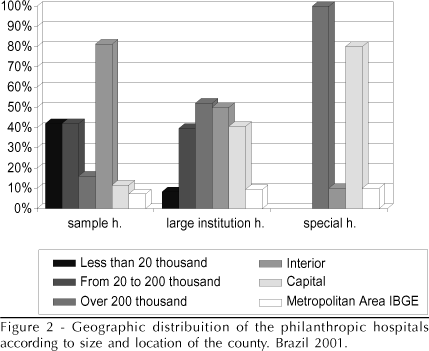 100%
90%
80%
70%
60%
50%
40%
30%
20%
10%
0%
sample h.
large institution h.
special h.
Less than 20 thousand
Interior
From 20 to 200 thousand
Capital
Over 200 thousand
Metropolitan Area IBGE
Figure 2 - Geographic distribuition of the philanthropic hospitals
according to size and location of the county. Brazil 2001.